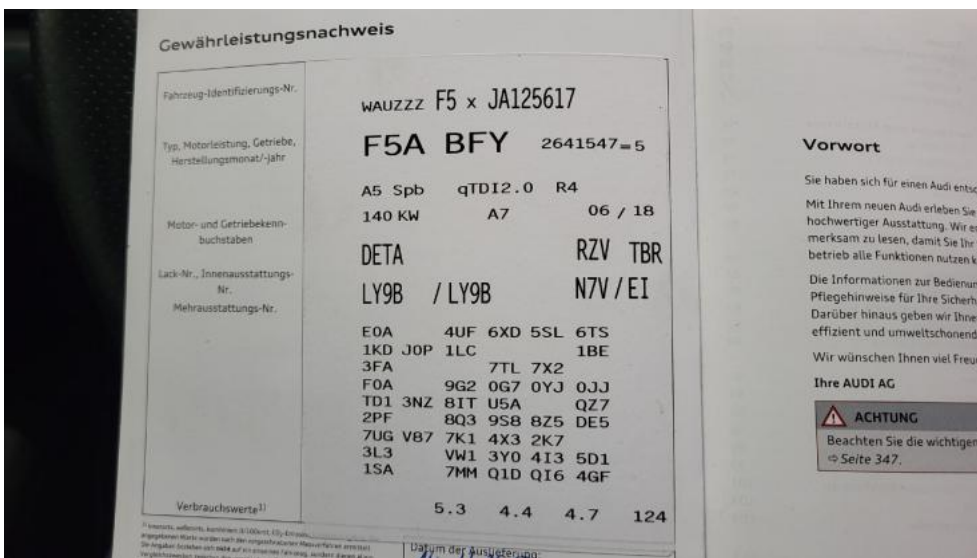 Gewährleistungsnachweis
Fahrzeug-Identifizierungs-Nr.
WAUZZZ F5 x JA125617
Typ, Motorleistung, Getriebe,
Herstellungsmonat/-jahr
F5A BFY 2641547=5
A5 Spb qTDI2.0 R4
140 KW A7 06 / 18
Motor- und Getriebekenn-
buchstaben
DETA RZV TBR
Lack-Nr., Innenausstattungs-
Nr.
LY9B / LY9B N7V/EI
Mehrausstattungs-Nr.
E0A 4UF 6XD 5SL 6TS
1KD J0P 1LC 1BE
3FA 7TL 7X2
F0A 9G2 0G7 0YJ 0JJ
TD1 3NZ 8IT U5A QZ7
2PF 8Q3 9S8 8Z5 DE5
7UG V87 7K1 4X3 2K7
3L3 VW1 3Y0 4I3 5D1
1SA 7MM Q1D QI6 4GF
Verbrauchswerte1)
5.3 4.4 4.7 124
Datum der Auslieferung:
Vorwort
Sie haben sich für einen Audi
Mit Ihrem neuen Audi erleben Sie
hochwertiger Ausstattung. Wir
merksam zu lesen, damit Sie Ihr
betrieb alle Funktionen nutzen
Die Informationen zur
Pflegehinweise für Ihre
Darüber hinaus geben wir
effizient und
Wir wünschen Ihnen viel
Ihre AUDI AG
ACHTUNG
Beachten Sie die
⇨ Seite 347.